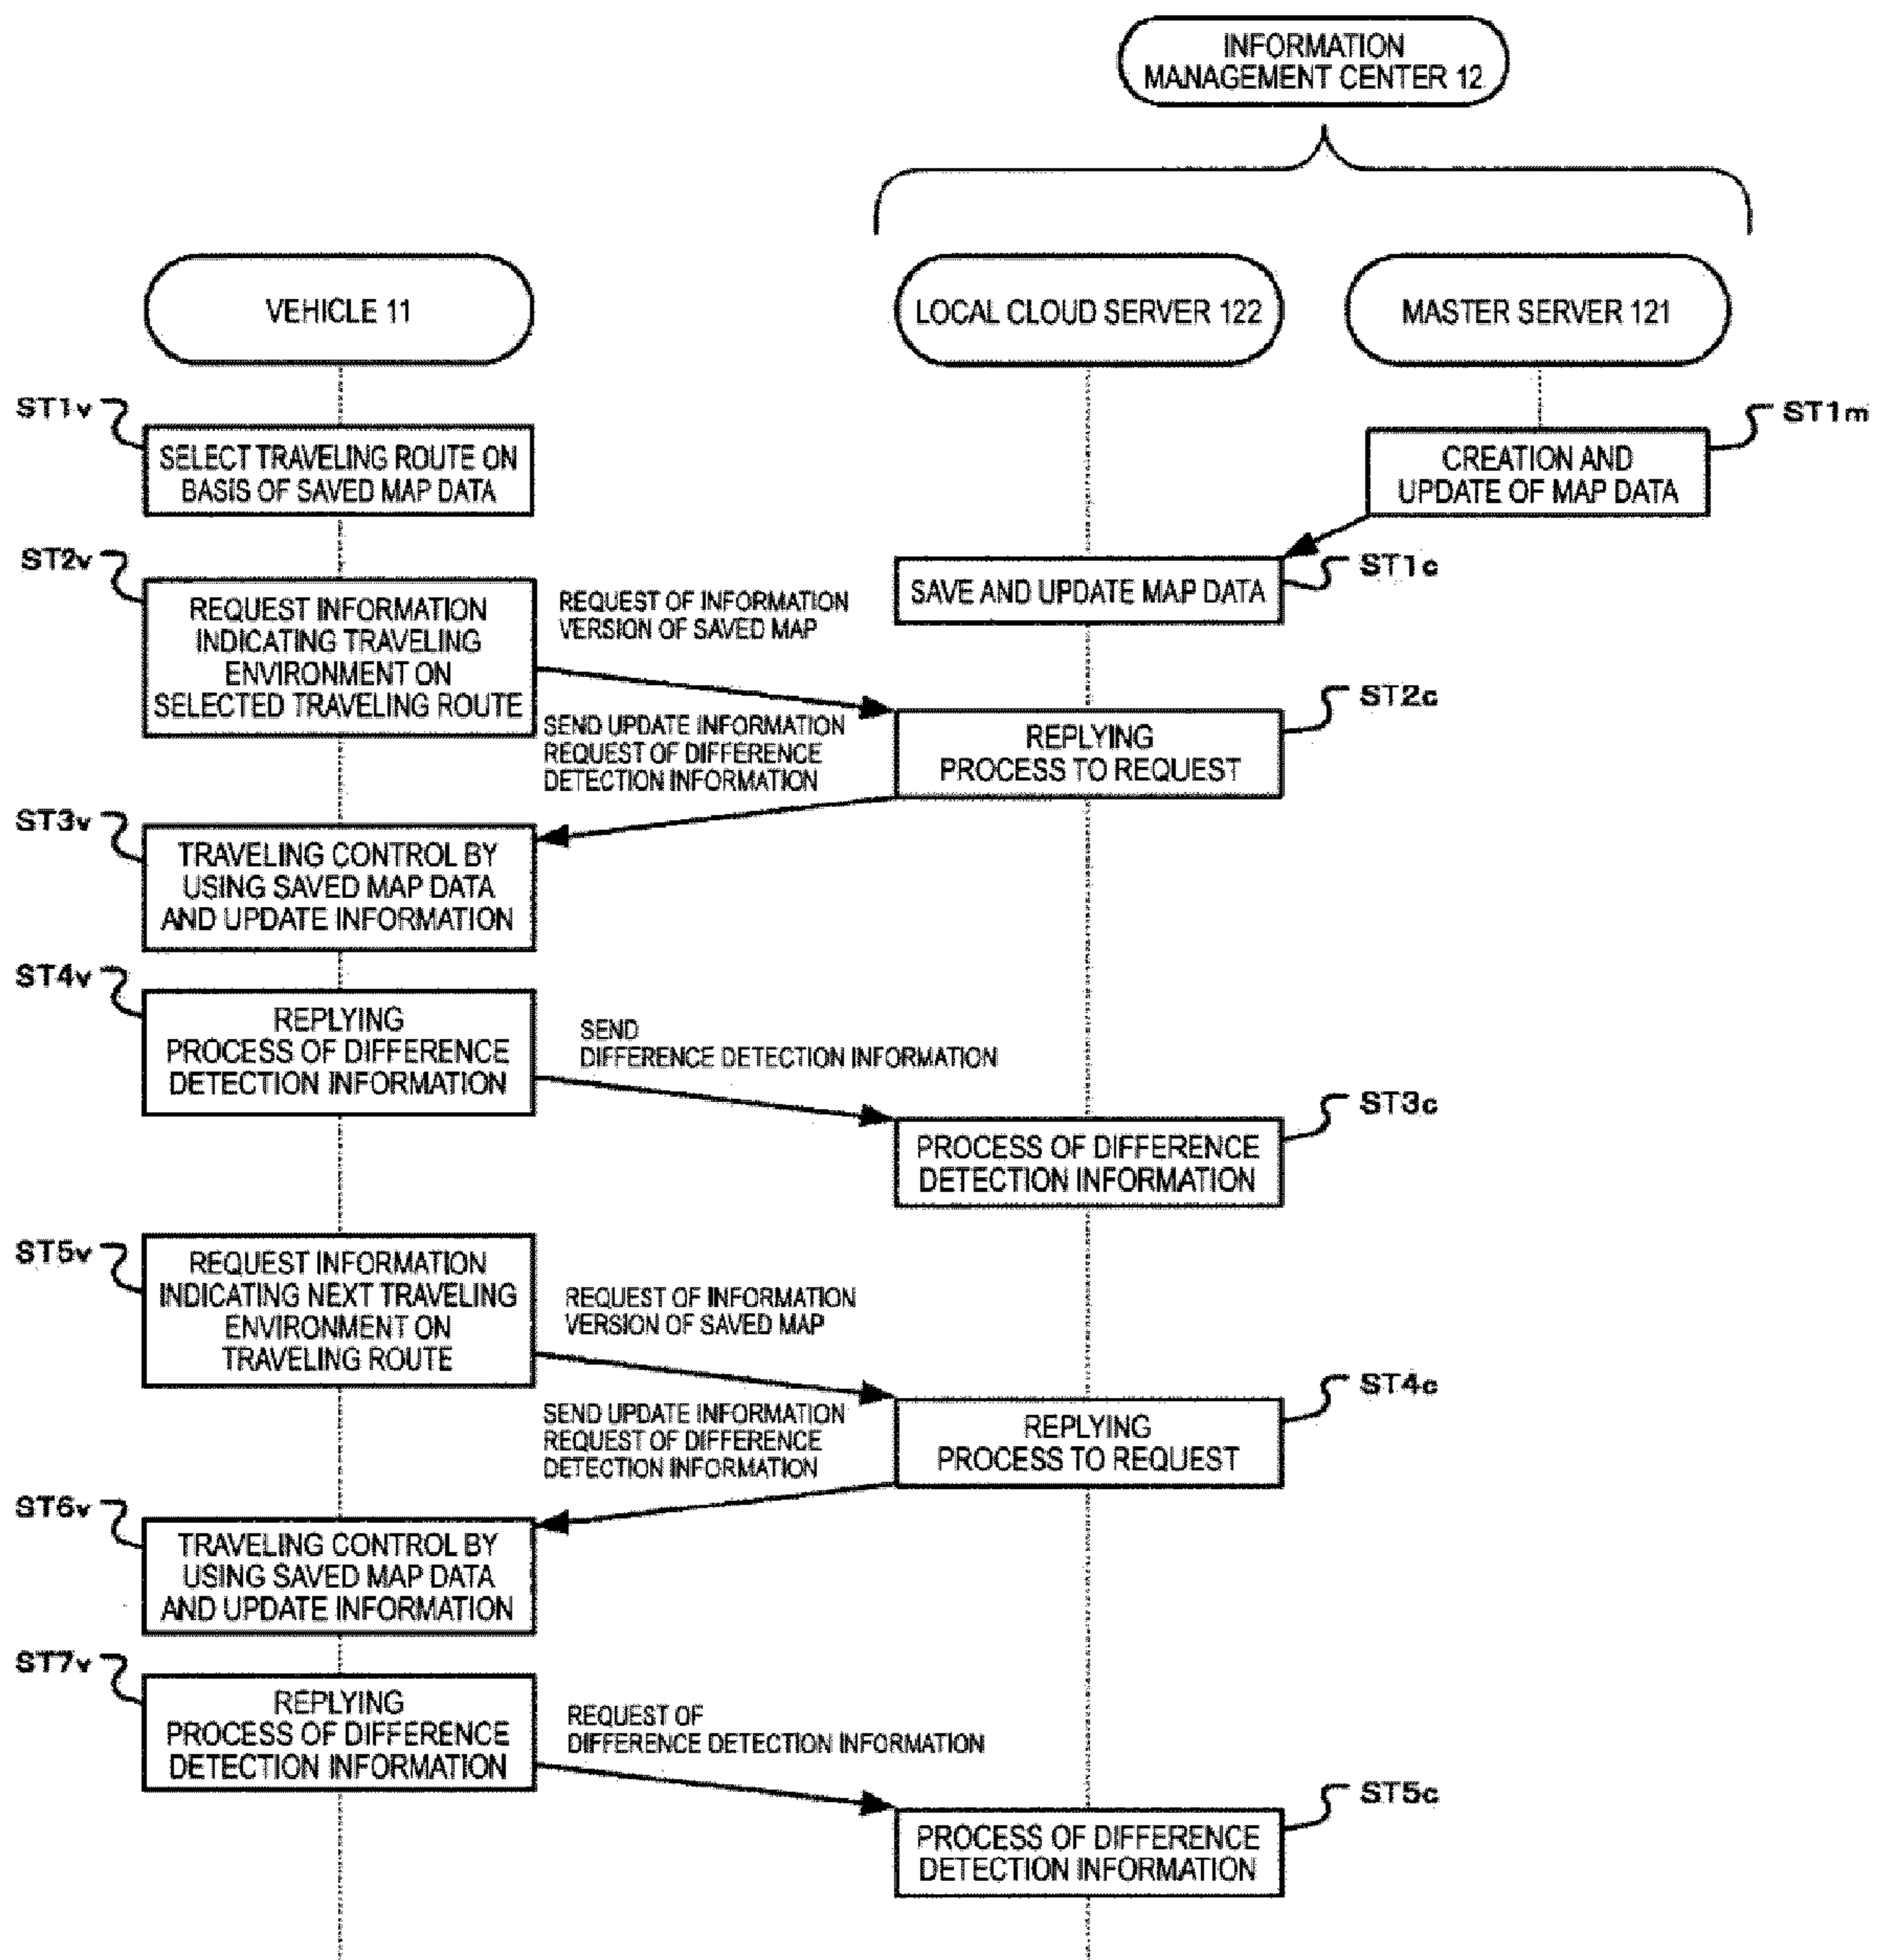 INFORMATION
MANAGEMENT CENTER 12
VEHICLE 11
LOCAL CLOUD SERVER 122
MASTER SERVER 121
ST1v
SELECT TRAVELING ROUTE ON
BASIS OF SAVED MAP DATA
ST1m
CREATION AND
UPDATE OF MAP DATA
ST1c
SAVE AND UPDATE MAP DATA
ST2v
REQUEST INFORMATION
INDICATING TRAVELING
ENVIRONMENT ON
SELECTED TRAVELING ROUTE
REQUEST OF INFORMATION
VERSION OF SAVED MAP
ST2c
REPLYING
PROCESS TO REQUEST
SEND UPDATE INFORMATION
REQUEST OF DIFFERENCE
DETECTION INFORMATION
ST3v
TRAVELING CONTROL BY
USING SAVED MAP DATA
AND UPDATE INFORMATION
ST4v
REPLYING
PROCESS OF DIFFERENCE
DETECTION INFORMATION
SEND
DIFFERENCE DETECTION INFORMATION
ST3c
PROCESS OF DIFFERENCE
DETECTION INFORMATION
ST5v
REQUEST INFORMATION
INDICATING NEXT TRAVELING
ENVIRONMENT ON
TRAVELING ROUTE
REQUEST OF INFORMATION
VERSION OF SAVED MAP
ST4c
REPLYING
PROCESS TO REQUEST
SEND UPDATE INFORMATION
REQUEST OF DIFFERENCE
DETECTION INFORMATION
ST6v
TRAVELING CONTROL BY
USING SAVED MAP DATA
AND UPDATE INFORMATION
ST7v
REPLYING
PROCESS OF DIFFERENCE
DETECTION INFORMATION
REQUEST OF
DIFFERENCE DETECTION INFORMATION
ST5c
PROCESS OF DIFFERENCE
DETECTION INFORMATION